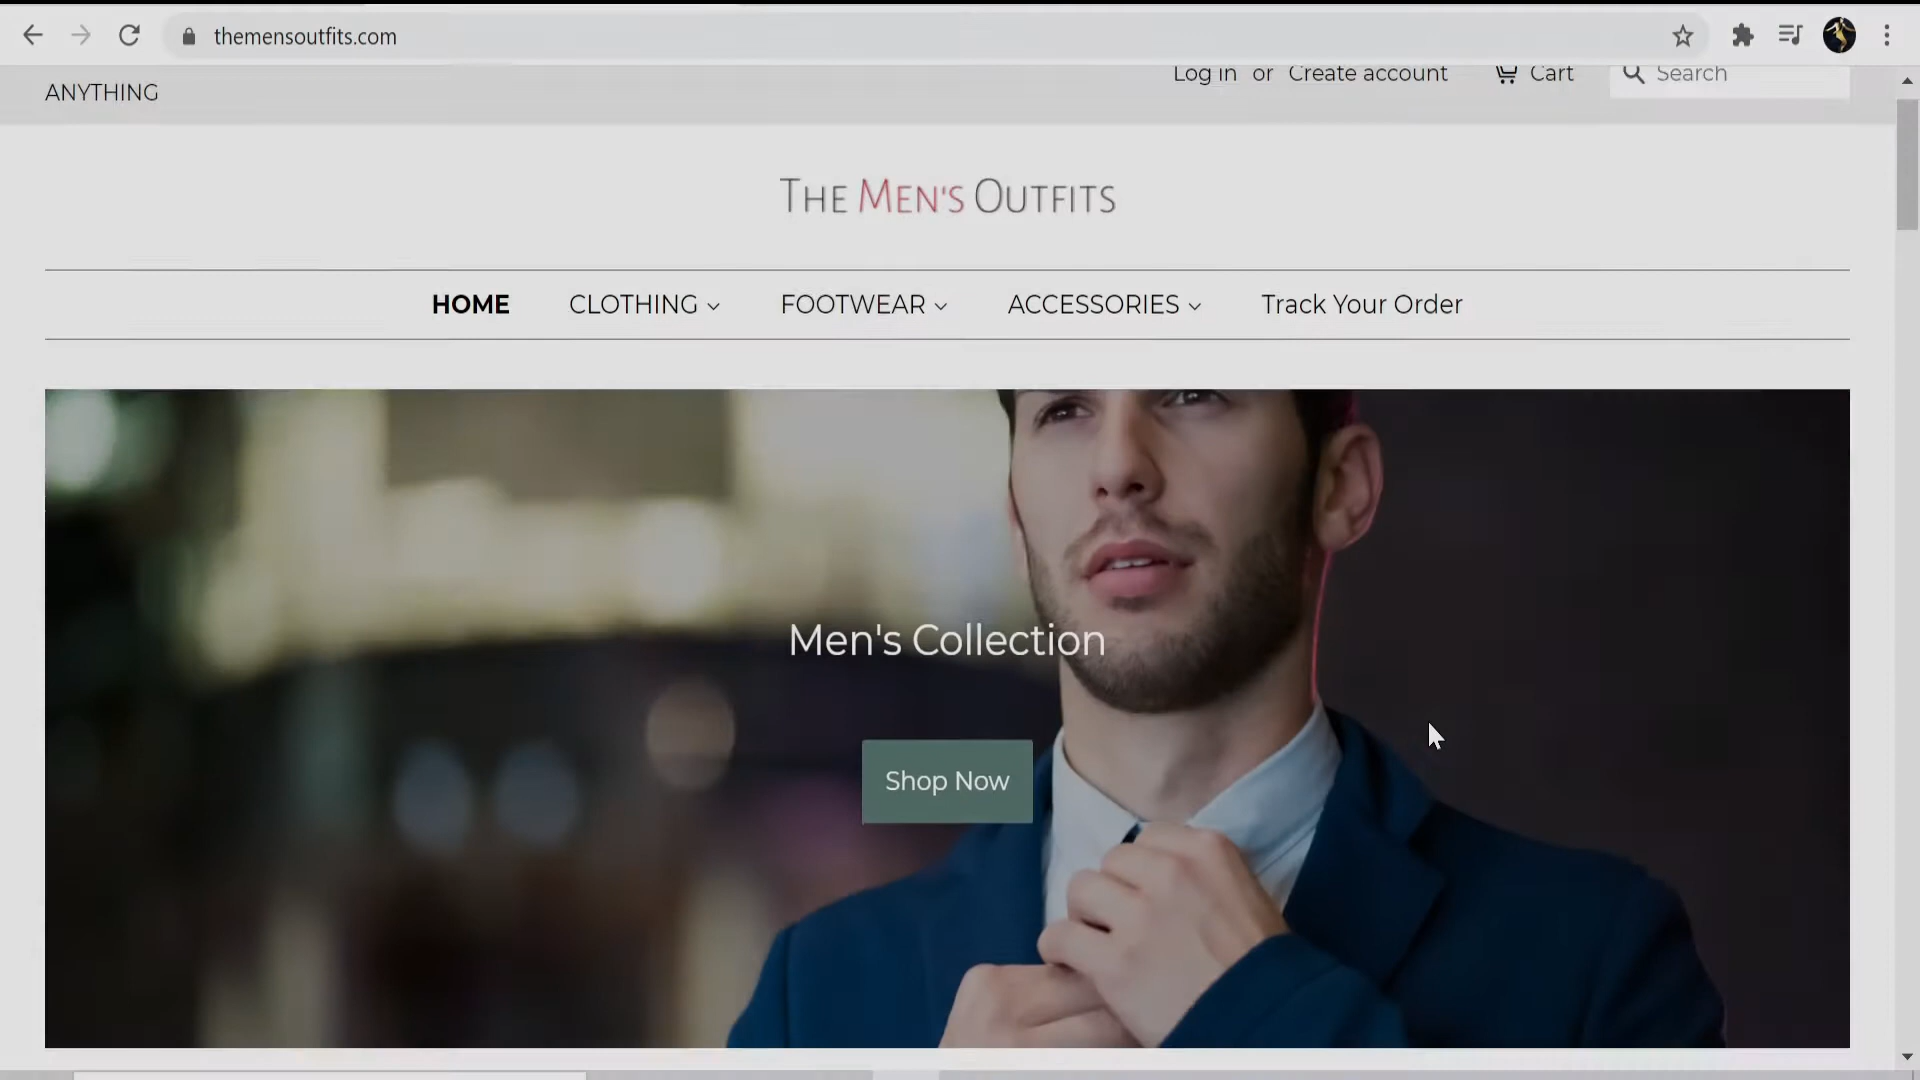 themensoutfits.com
Log in or Create account Cart Search
ANYTHING
THE MEN'S OUTFITS
HOME CLOTHING FOOTWEAR ACCESSORIES Track Your Order
Men's Collection
Shop Now